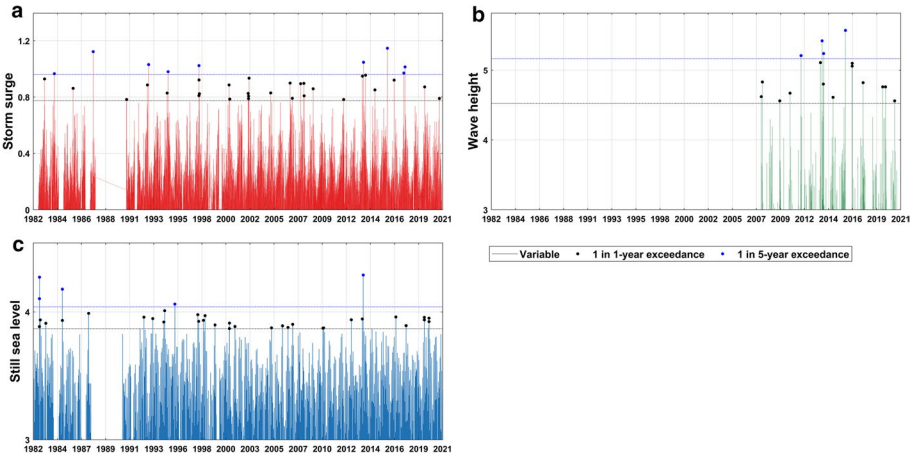 a
Storm surge
1.2
0.8
0.4
0
1982 1984 1986 1988 1991 1993 1995 1998 2000 2002 2005 2007 2009 2012 2014 2016 2019 2021
b
Wave height
5
4
3
1982 1984 1986 1988 1991 1993 1995 1998 2000 2002 2005 2007 2009 2012 2014 2016 2019 2021
Variable 1 in 1-year exceedance 1 in 5-year exceedance
c
Still sea level
4
3
1982 1984 1987 1989 1991 1993 1996 1998 2000 2003 2005 2007 2010 2012 2014 2016 2019 2021